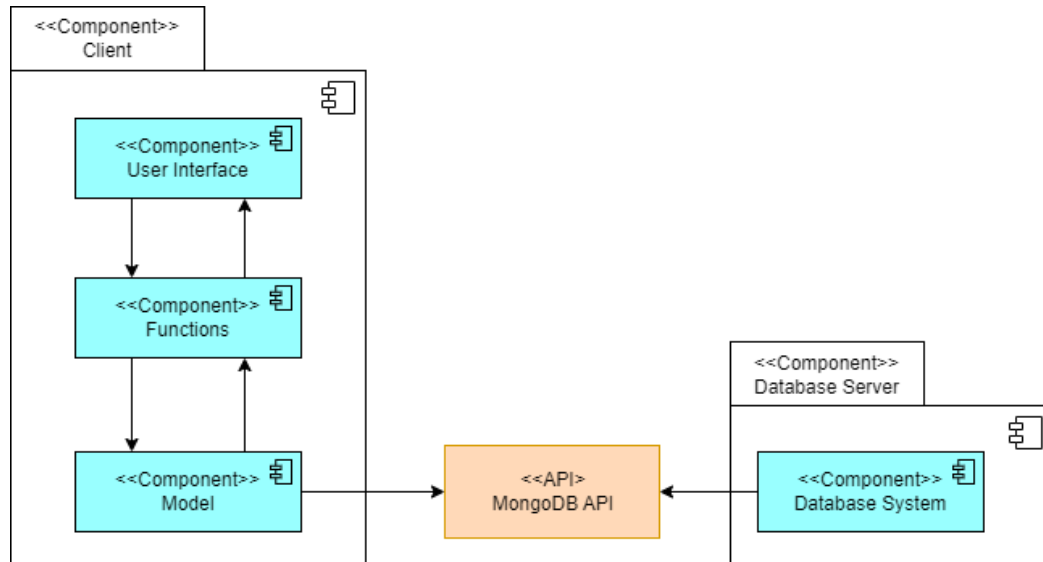 <<Component>>
Client
<<Component>>
User Interface
<<Component>>
Functions
<<Component>>
Model
<<API>
MongoDB API
<<Component>>
Database Server
<<Component>>
Database System